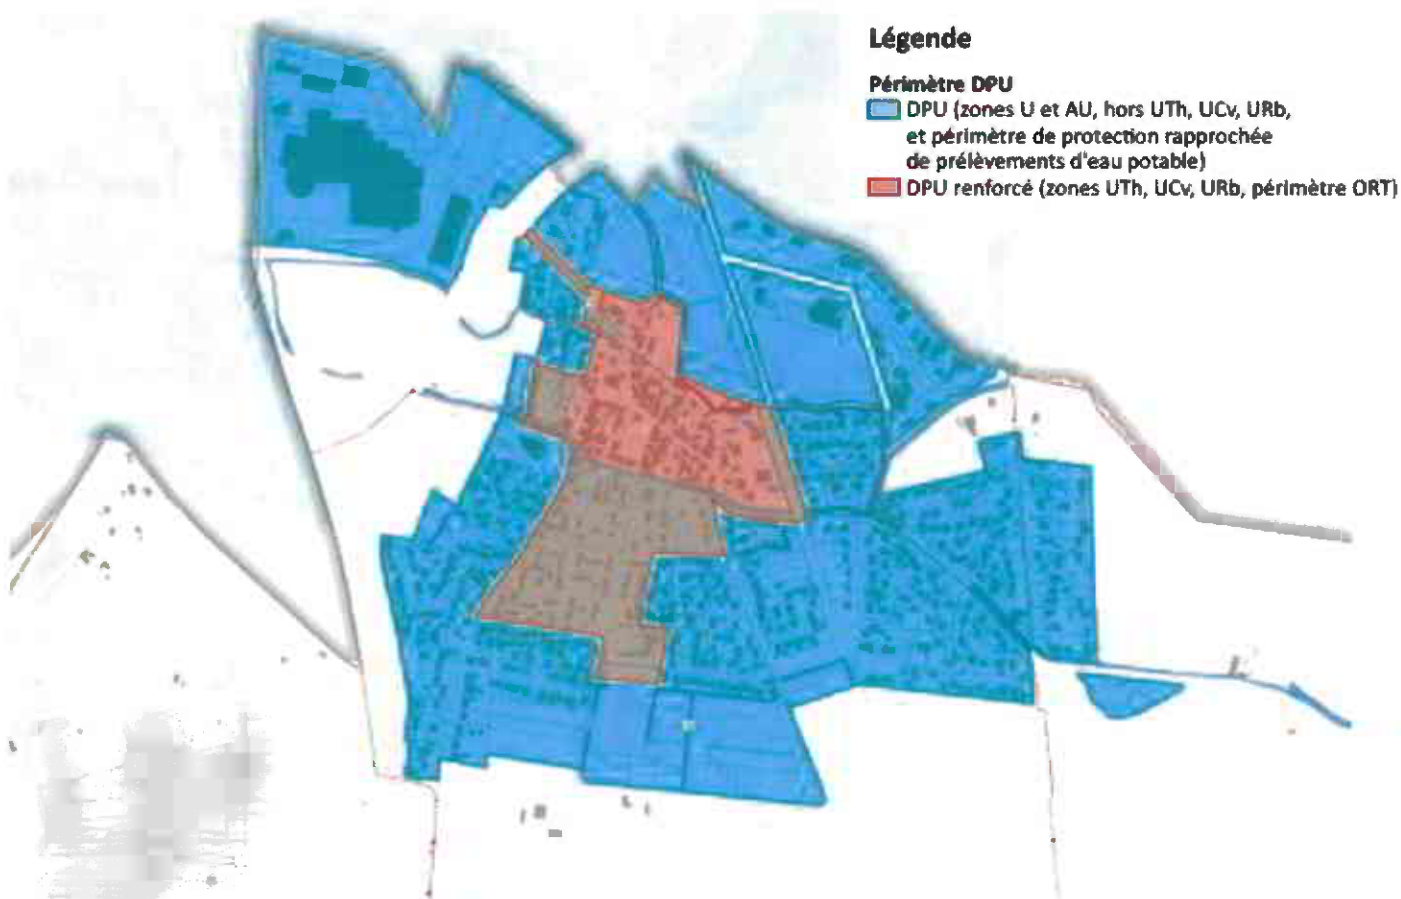 Légende
Périmètre DPU
DPU (zones U et AU, hors UTh, UCv, URb,
et périmètre de protection rapprochée
de prélèvements d'eau potable)
DPU renforcé (zones UTh, UCv, URb, périmètre ORT)